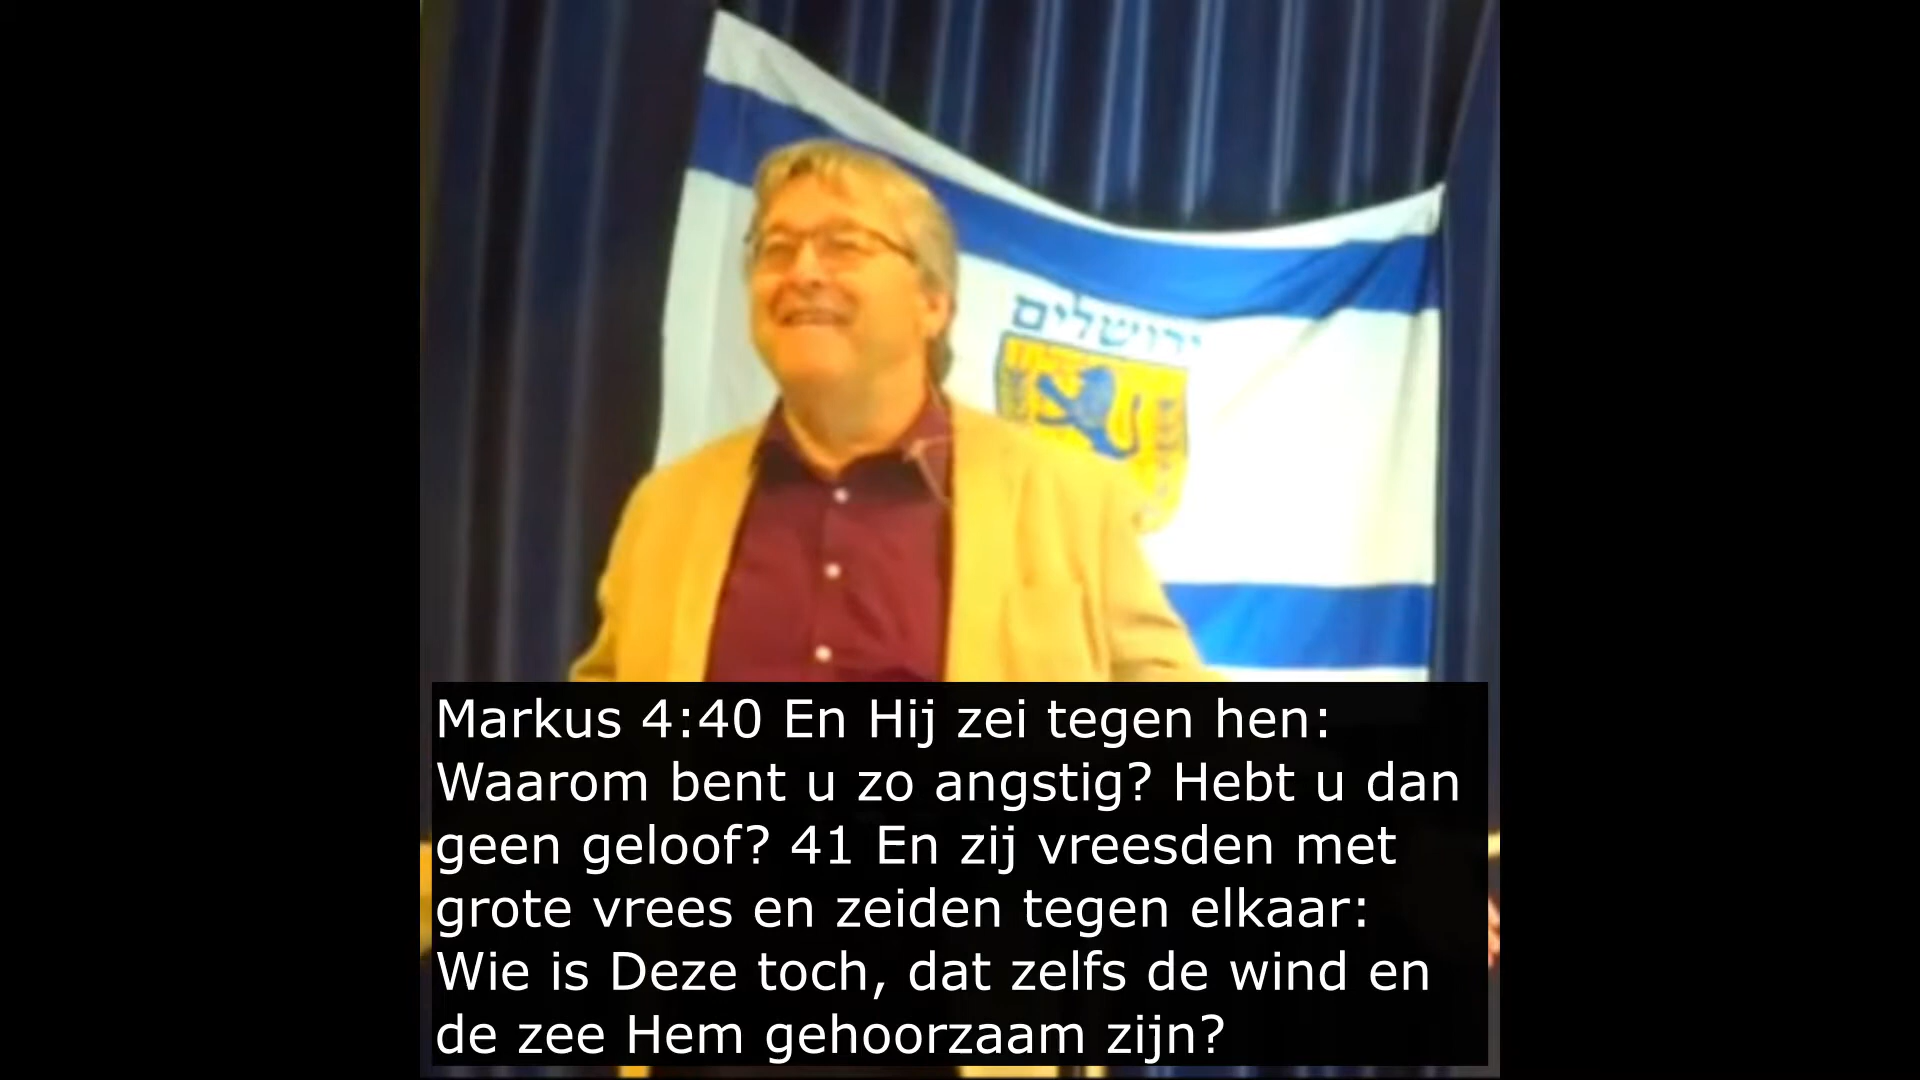 ירושלים
Markus 4:40 En Hij zei tegen hen:
Waarom bent u zo angstig? Hebt u dan
geen geloof? 41 En zij vreesden met
grote vrees en zeiden tegen elkaar:
Wie is Deze toch, dat zelfs de wind en
de zee Hem gehoorzaam zijn?